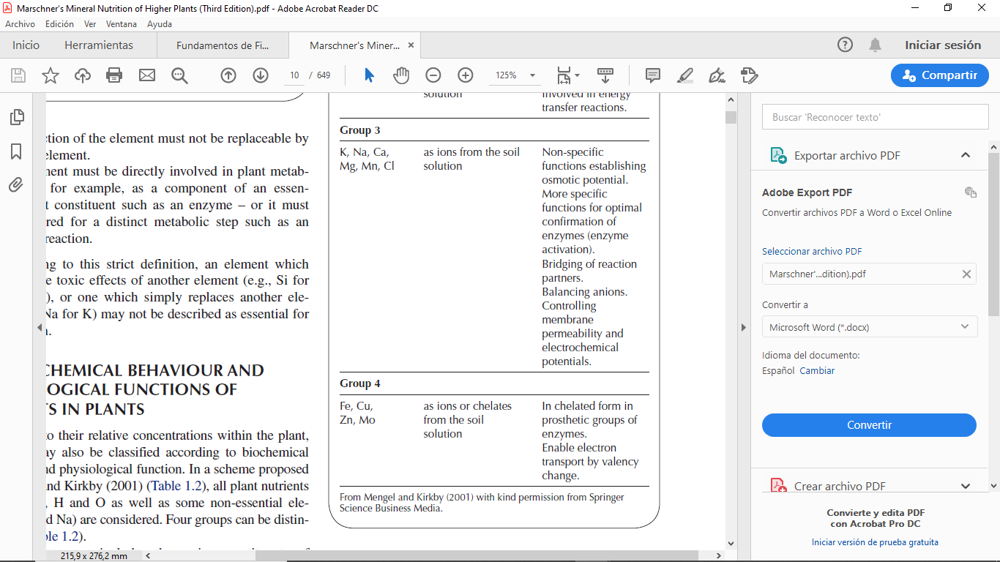 Marschner's Mineral Nutrition of Higher Plants (Third Edition).pdf - Adobe Acrobat Reader DC
Archivo Edición Ver Ventana Ayuda
Inicio Herramientas Fundamentos de Fi... Marschner's Miner... × Iniciar sesión
10 / 649 125% Compartir
ction of the element must not be replaceable by
element.
nent must be directly involved in plant metab-
for example, as a component of an essen-
t constituent such as an enzyme – or it must
red for a distinct metabolic step such as an
reaction.
ng to this strict definition, an element which
e toxic effects of another element (e.g., Si for
), or one which simply replaces another ele-
Na for K) may not be described as essential for
n.
CHEMICAL BEHAVIOUR AND
OGICAL FUNCTIONS OF
TS IN PLANTS
to their relative concentrations within the plant,
ay also be classified according to biochemical
nd physiological function. In a scheme proposed
and Kirkby (2001) (Table 1.2), all plant nutrients
, H and O as well as some non-essential ele-
d Na) are considered. Four groups can be distin-
ble 1.2).
215,9 x 276,2 mm
solution involved in energy
transfer reactions.
Group 3
K, Na, Ca, as ions from the soil Non-specific
Mg, Mn, Cl solution functions establishing
osmotic potential.
More specific
functions for optimal
confirmation of
enzymes (enzyme
activation).
Bridging of reaction
partners.
Balancing anions.
Controlling
membrane
permeability and
electrochemical
potentials.
Group 4
Fe, Cu, as ions or chelates In chelated form in
Zn, Mo from the soil prosthetic groups of
solution enzymes.
Enable electron
transport by valency
change.
From Mengel and Kirkby (2001) with kind permission from Springer
Science Business Media.
Buscar 'Reconocer texto'
Exportar archivo PDF
Adobe Export PDF
Convertir archivos PDF a Word o Excel Online
Seleccionar archivo PDF
Marschner'...dition).pdf
Convertir a
Microsoft Word (*.docx)
Idioma del documento:
Español Cambiar
Convertir
Crear archivo PDF
Convierte y edita PDF
con Acrobat Pro DC
Iniciar versión de prueba gratuita